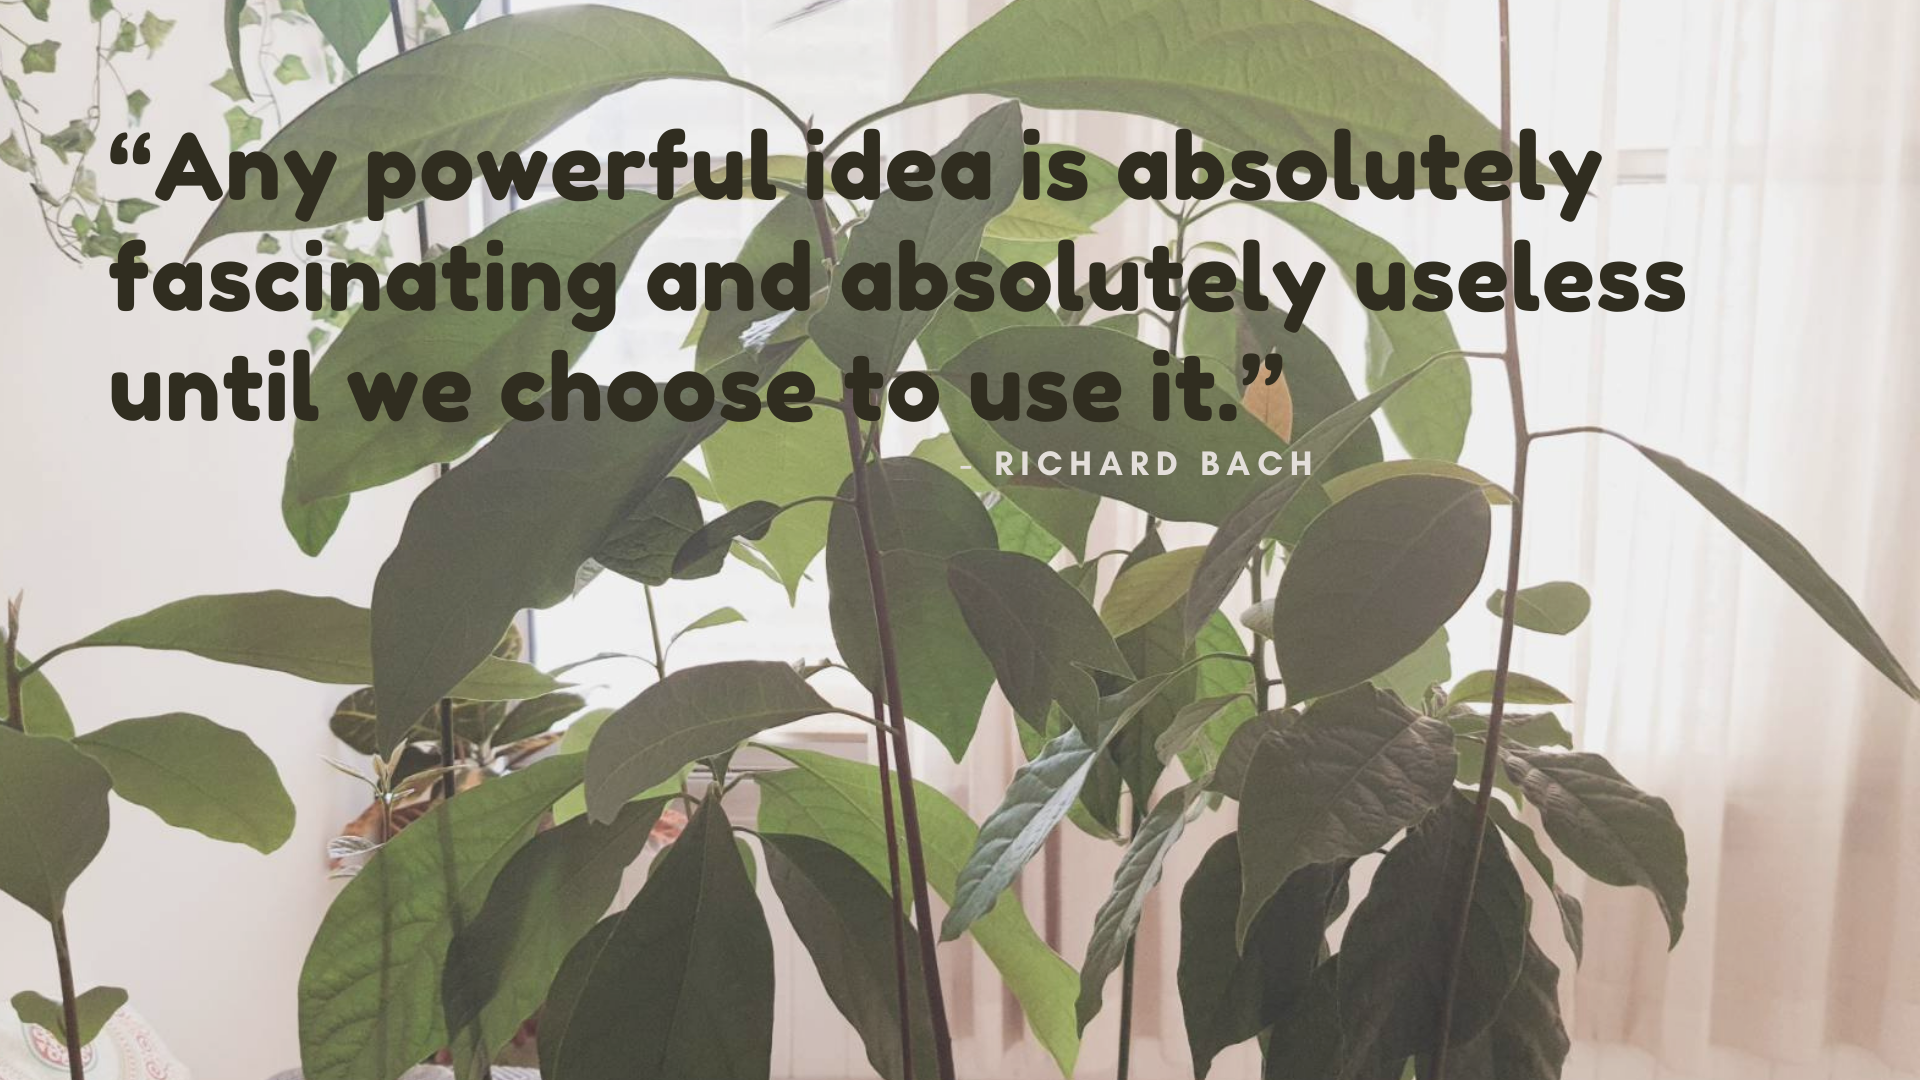 “Any powerful idea is absolutely
fascinating and absolutely useless
until we choose to use it.”
- RICHARD BACH